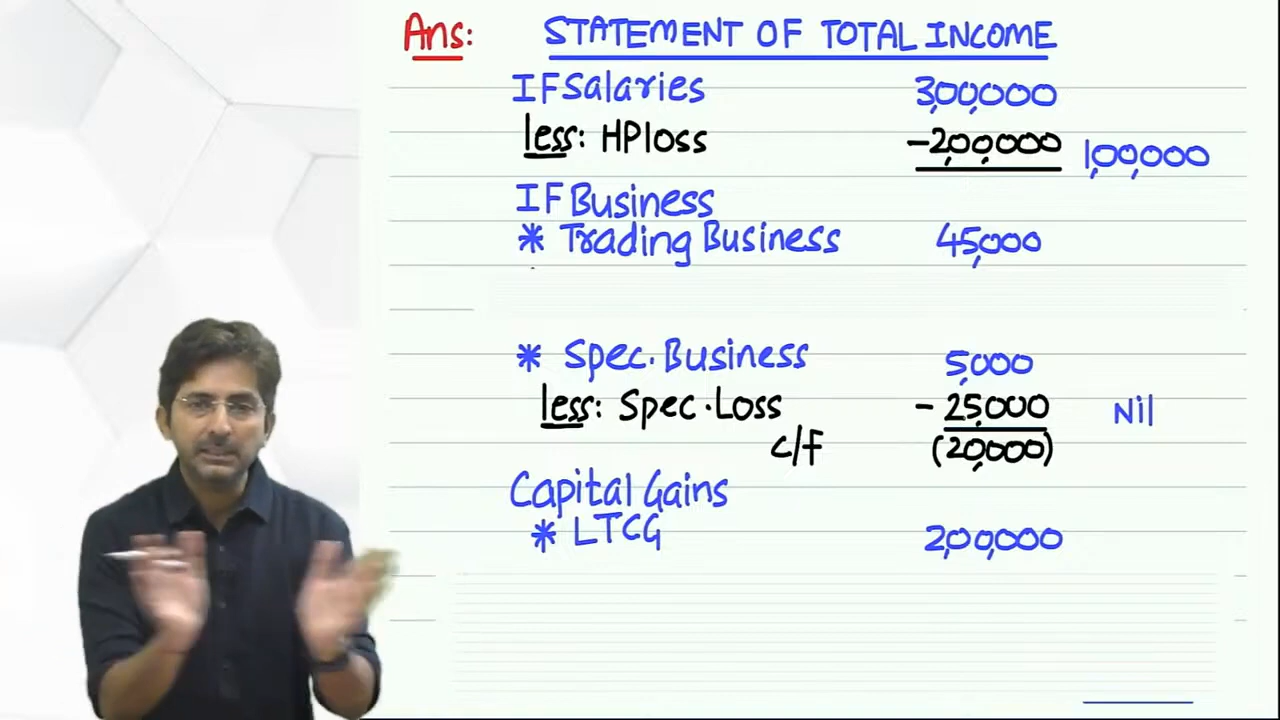 Ans: STATEMENT OF TOTAL INCOME
IF Salaries 3,00,000
less: HP loss -2,00,000 1,00,000
IF Business
* Trading Business 45,000
* Spec. Business 5,000
less: Spec. Loss - 25,000 Nil
c/f (20,000)
Capital Gains
* LTCG 2,00,000